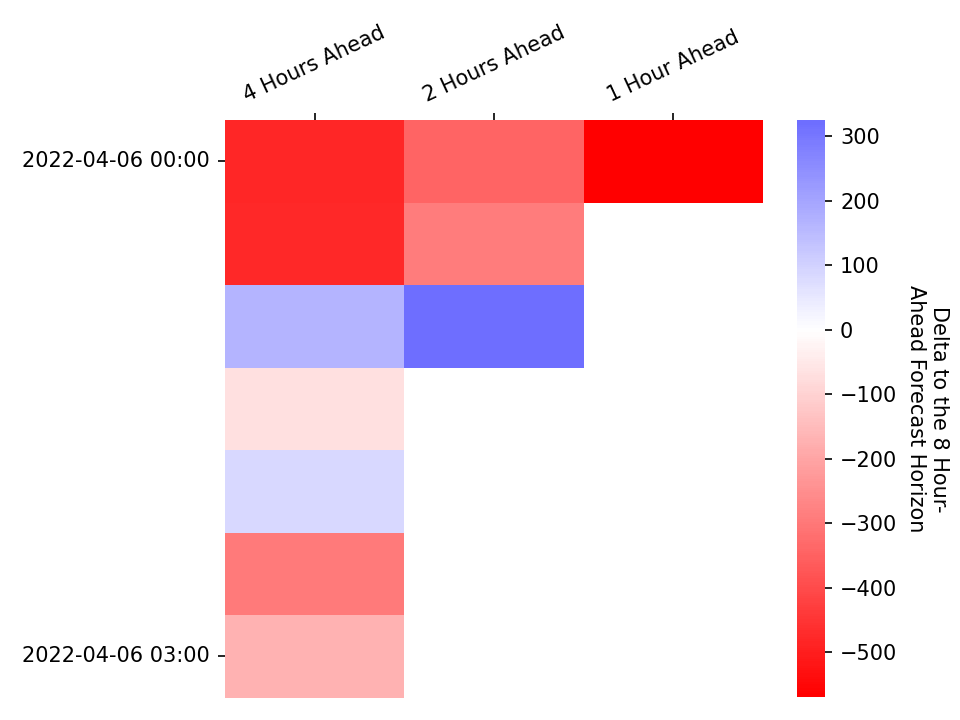 4 Hours Ahead
2 Hours Ahead
1 Hour Ahead
2022-04-06 00:00
2022-04-06 03:00
300
200
100
0
−100
−200
−300
−400
−500
Delta to the 8 Hour-
Ahead Forecast Horizon